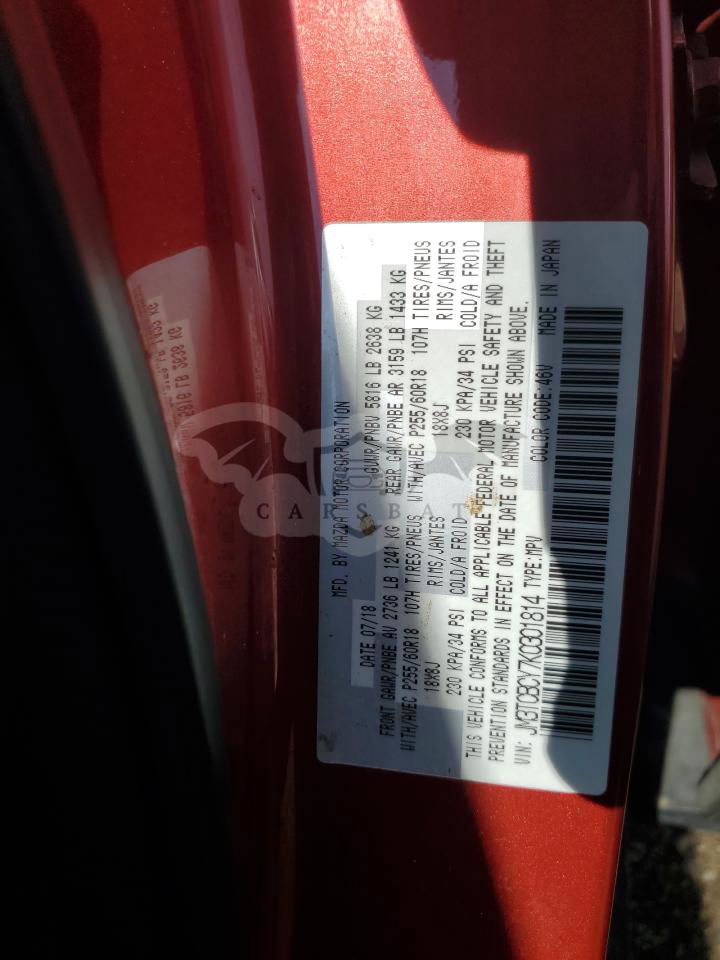 MFD. BY MAZDA MOTOR CORPORATION
DATE 07/18 GVWR/PNBV 5816 LB 2638 KG
FRONT GAWR/PNBE AV 2736 LB 1241 KG REAR GAWR/PNBE AR 3159 LB 1433 KG
WITH/AVEC P255/60R18 107H TIRES/PNEUS WITH/AVEC P255/60R18 107H TIRES/PNEUS
18X8J RIMS/JANTES 18X8J RIMS/JANTES
230 KPA/34 PSI COLD/A FROID 230 KPA/34 PSI COLD/A FROID
THIS VEHICLE CONFORMS TO ALL APPLICABLE FEDERAL MOTOR VEHICLE SAFETY AND THEFT
PREVENTION STANDARDS IN EFFECT ON THE DATE OF MANUFACTURE SHOWN ABOVE.
VIN: JM3TCBCY7K0301814 TYPE:MPV COLOR CODE:46V MADE IN JAPAN
CARSBAT